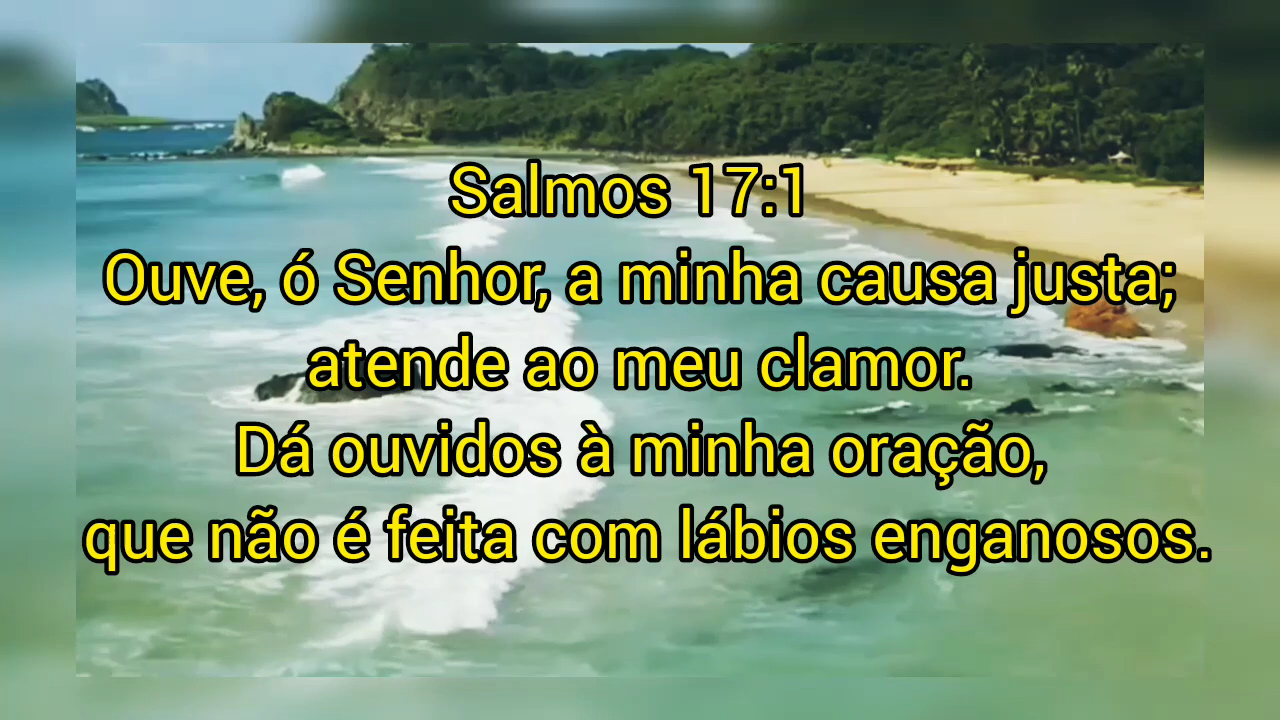 Salmos 17:1
Ouve, ó Senhor, a minha causa justa;
atende ao meu clamor.
Dá ouvidos à minha oração,
que não é feita com lábios enganosos.